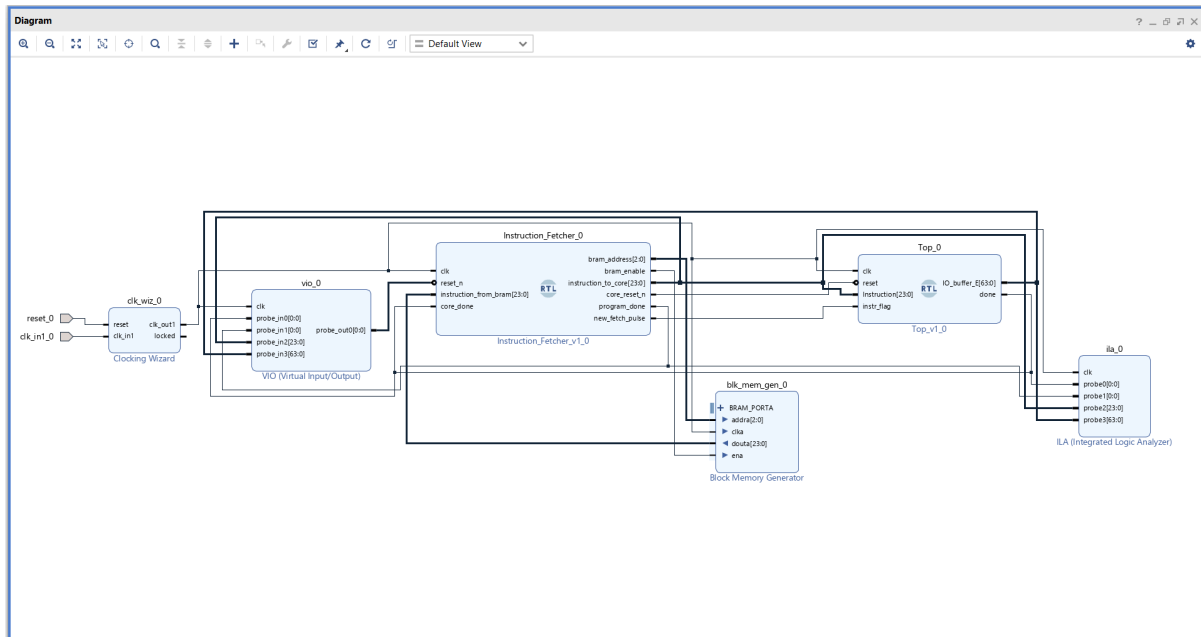 Diagram
Default View
reset_0
clk_in1_0
clk_wiz_0
reset
clk_in1
clk_out1
locked
Clocking Wizard
vio_0
clk
probe_in0[0:0]
probe_in1[0:0]
probe_in2[23:0]
probe_in3[63:0]
probe_out0[0:0]
VIO (Virtual Input/Output)
Instruction_Fetcher_0
clk
reset_n
instruction_from_bram[23:0]
core_done
RTL
bram_address[2:0]
bram_enable
instruction_to_core[23:0]
core_reset_n
program_done
new_fetch_pulse
Instruction_Fetcher_v1_0
blk_mem_gen_0
BRAM_PORTA
addra[2:0]
clka
douta[23:0]
ena
Block Memory Generator
Top_0
clk
reset
Instruction[23:0]
instr_flag
RTL
IO_buffer_E[63:0]
done
Top_v1_0
ila_0
clk
probe0[0:0]
probe1[0:0]
probe2[23:0]
probe3[63:0]
ILA (Integrated Logic Analyzer)